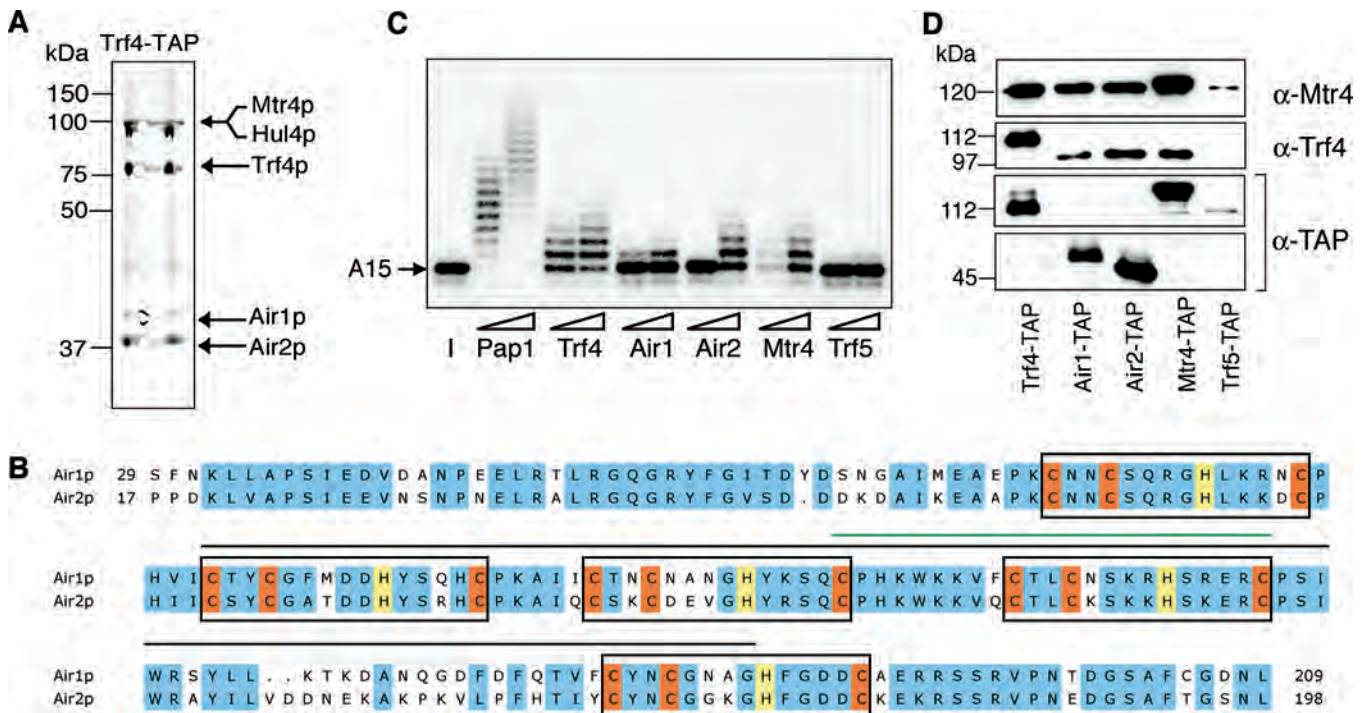 A
Trf4-TAP
kDa
150
100
75
50
37
Mtr4p
Hul4p
Trf4p
Air1p
Air2p
C
A15
I Pap1 Trf4 Air1 Air2 Mtr4 Trf5
D
kDa
120
112
97
112
45
α-Mtr4
α-Trf4
α-TAP
Trf4-TAP
Air1-TAP
Air2-TAP
Mtr4-TAP
Trf5-TAP
B
Air1p 29 S F N K L L A P S I E D V D A N P E E L R T L R G Q G R Y F G I T D Y D S N G A I M E A E P K C N N C S Q R G H L K R N C P
Air2p 17 P P D K L V A P S I E E V N S N P N E L R A L R G Q G R Y F G V S D . D D K D A I K E A A P K C N N C S Q R G H L K K D C P
Air1p H V I C T Y C G F M D D H Y S Q H C P K A I I C T N C N A N G H Y K S Q C P H K W K K V F C T L C N S K R H S R E R C P S I
Air2p H I I C S Y C G A T D D H Y S R H C P K A I Q C S K C D E V G H Y R S Q C P H K W K K V Q C T L C K S K K H S K E R C P S I
Air1p W R S Y L L . . K T K D A N Q G D F D F Q T V F C Y N C G N A G H F G D D C A E R R S S R V P N T D G S A F C G D N L 209
Air2p W R A Y I L V D D N E K A K P K V L P F H T I Y C Y N C G G K G H F G D D C K E K R S S R V P N E D G S A F T G S N L 198